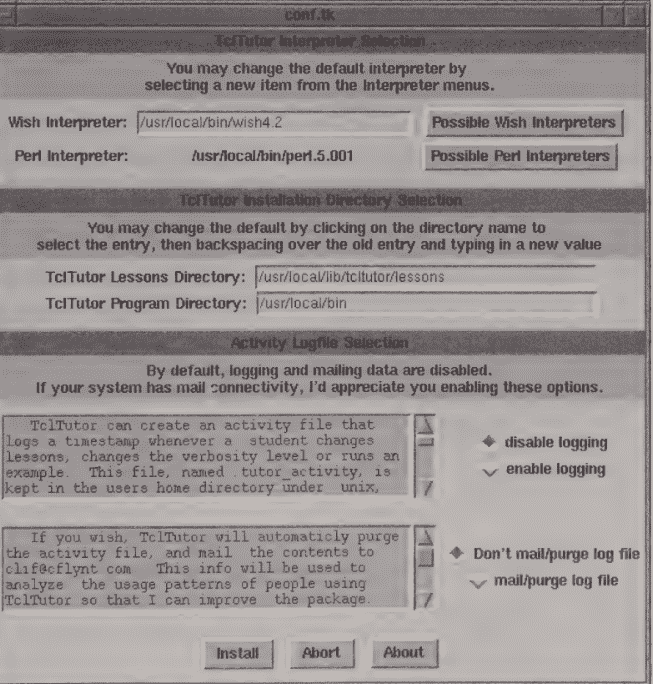 conf.tk
TclTutor Interpreter Selection
You may change the default interpreter by
selecting a new item from the Interpreter menus.
Wish Interpreter: /usr/local/bin/wish4.2 Possible Wish Interpreters
Perl Interpreter: /usr/local/bin/perl.5.001 Possible Perl Interpreters
TclTutor Installation Directory Selection
You may change the default by clicking on the directory name to
select the entry, then backspacing over the old entry and typing in a new value
TclTutor Lessons Directory: /usr/local/lib/tcltutor/lessons
TclTutor Program Directory: /usr/local/bin
Activity Logfile Selection
By default, logging and mailing data are disabled.
If your system has mail connectivity, I'd appreciate you enabling these options.
TclTutor can create an activity file that
logs a timestamp whenever a student changes
lessons, changes the verbosity level or runs an
example. This file, named .tutor_activity, is
kept in the users home directory under unix,
disable logging
enable logging
If you wish, TclTutor will automaticly purge
the activity file, and mail the contents to
clif@cflynt com This info will be used to
analyze the usage patterns of people using
TclTutor so that I can improve the package.
Don't mail/purge log file
mail/purge log file
Install Abort About